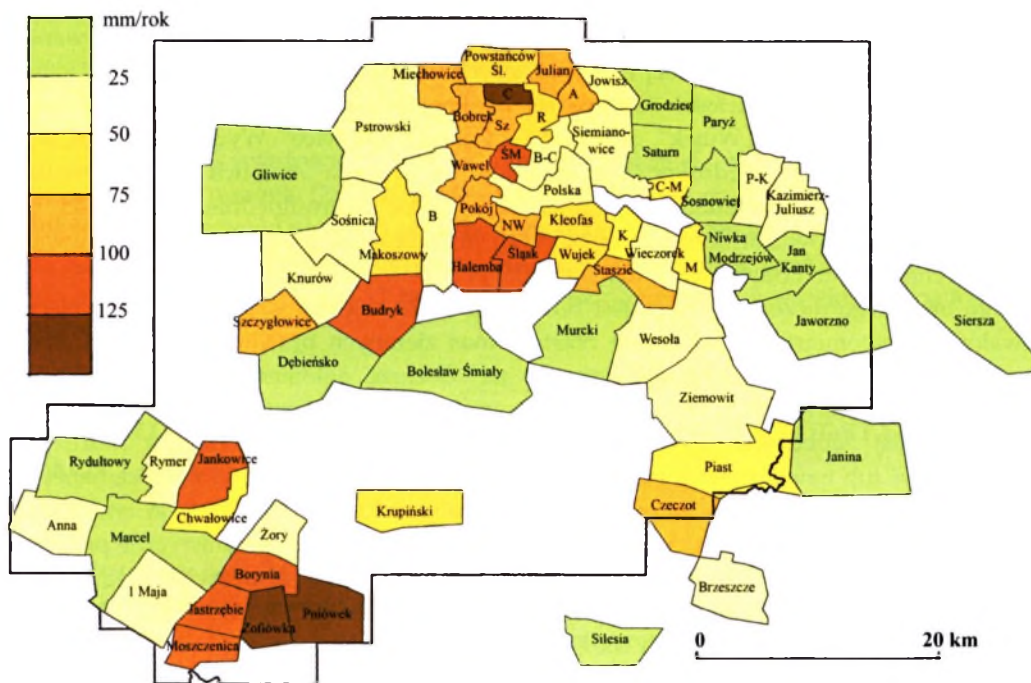 mm/rok
25
50
75
100
125
Powstańców
Śl.
Julian
Miechowice
Jowisz
C
A
Grodziec
Paryż
Bobrek
Sz
R
Pstrowski
Siemiano-
wice
Saturn
ŚM
B-C
Gliwice
Waweł
Polska
C-M
P-K
Sosnowiec
Kazimierz-
Juliusz
Sośnica
B
Pokój
NW
Kleofas
K
Wieczorek
Niwka
Modrzejów
Jan
Kanty
Makoszowy
Halemba
Śląsk
Wujek
Staszic
M
Knurów
Szczygłowice
Budryk
Murcki
Wesoła
Jaworzno
Siersza
Dębieńsko
Bolesław Śmiały
Ziemowit
Rydułtowy
Rymer
Jankowice
Piast
Janina
Krupiński
Czeczot
Anna
Chwałowice
Marcel
Żory
Borynia
1 Maja
Brzeszcze
Jastrzębie
Zofiówka
Pniówek
Moszczenica
Silesia
0
20 km